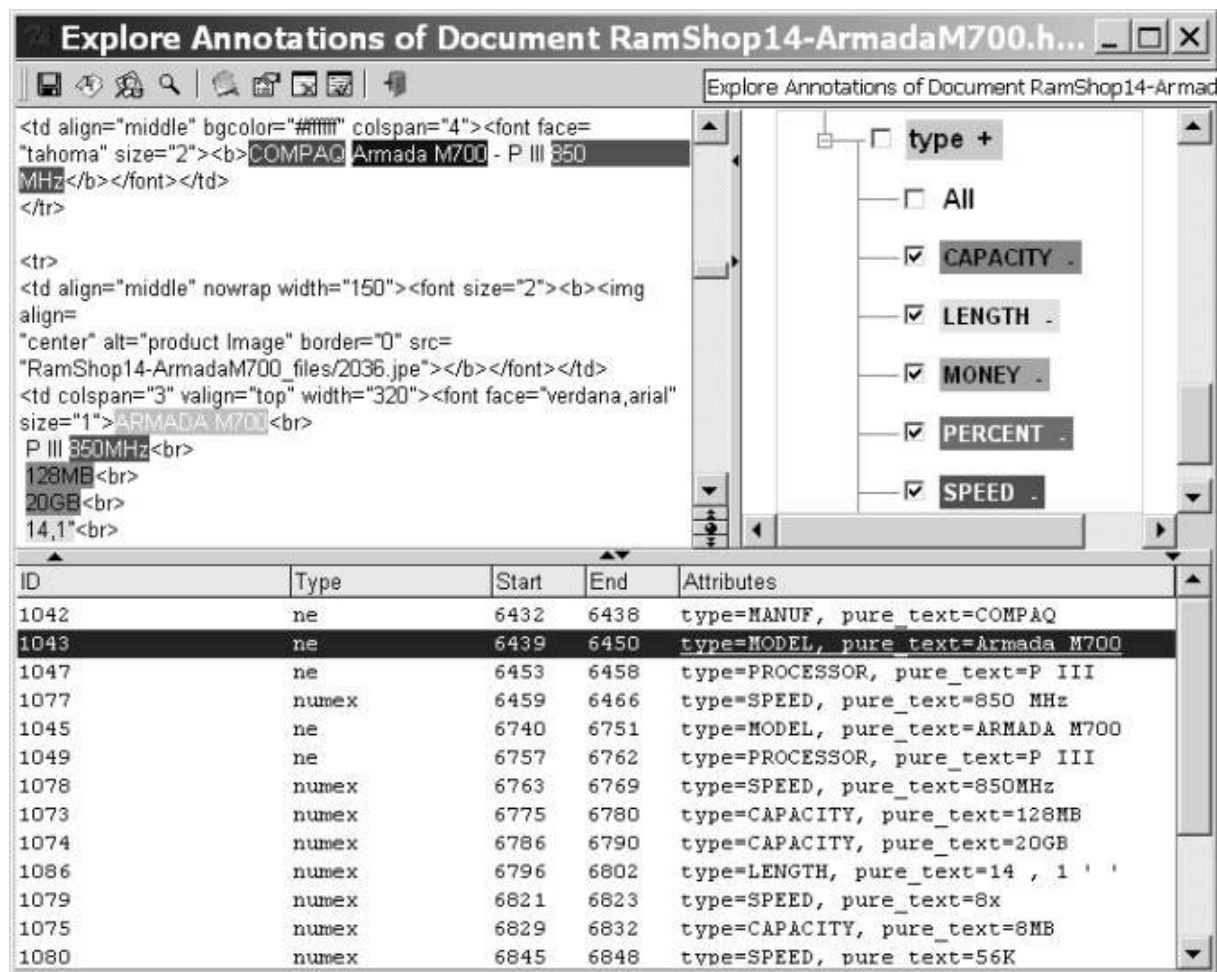 Explore Annotations of Document RamShop14-ArmadaM700.h...
Explore Annotations of Document RamShop14-Armad
<td align="middle" bgcolor="#ffffff" colspan="4"><font face=
"tahoma" size="2"><b>COMPAQ Armada M700 - P III 850
MHz</b></font></td>
</tr>
<tr>
<td align="middle" nowrap width="150"><font size="2"><b><img
align=
"center" alt="product Image" border="0" src=
"RamShop14-ArmadaM700_files/2036.jpe"></b></font></td>
<td colspan="3" valign="top" width="320"><font face="verdana,arial"
size="1">ARMADA M700<br>
P III 850MHz<br>
128MB<br>
20GB<br>
14,1"<br>
type +
All
CAPACITY .
LENGTH .
MONEY .
PERCENT .
SPEED .
ID Type Start End Attributes
1042 ne 6432 6438 type=MANUF, pure_text=COMPAQ
1043 ne 6439 6450 type=MODEL, pure_text=Armada M700
1047 ne 6453 6458 type=PROCESSOR, pure_text=P III
1077 numex 6459 6466 type=SPEED, pure_text=850 MHz
1045 ne 6740 6751 type=MODEL, pure_text=ARMADA M700
1049 ne 6757 6762 type=PROCESSOR, pure_text=P III
1078 numex 6763 6769 type=SPEED, pure_text=850MHz
1073 numex 6775 6780 type=CAPACITY, pure_text=128MB
1074 numex 6786 6790 type=CAPACITY, pure_text=20GB
1086 numex 6796 6802 type=LENGTH, pure_text=14 , 1 ' '
1079 numex 6821 6823 type=SPEED, pure_text=8x
1075 numex 6829 6832 type=CAPACITY, pure_text=8MB
1080 numex 6845 6848 type=SPEED, pure_text=56K